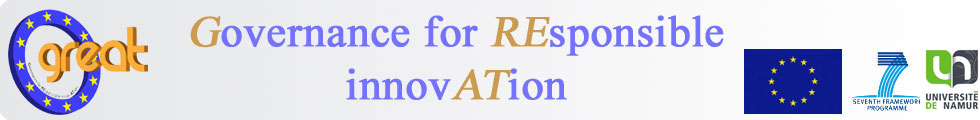 great
Governance for REsponsible
innovATion
SEVENTH FRAMEWORK
PROGRAMME
UNIVERSITÉ
DE NAMUR